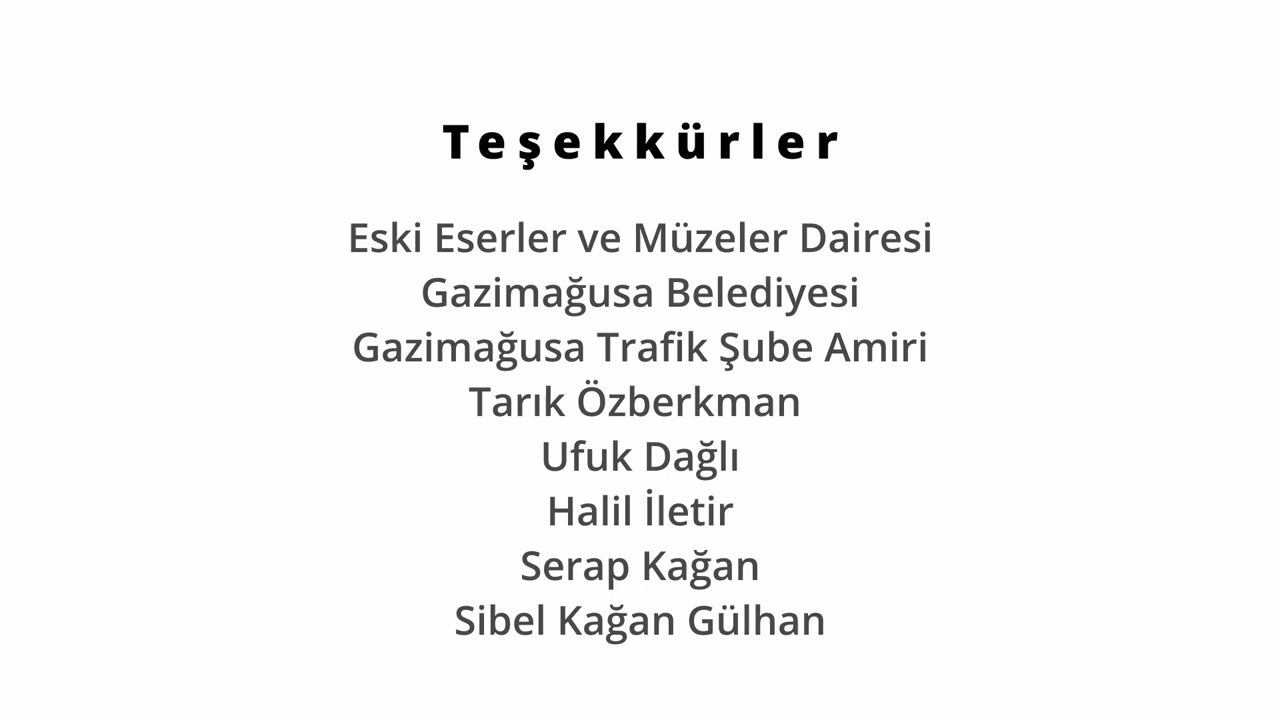 Teşekkürler
Eski Eserler ve Müzeler Dairesi
Gazimağusa Belediyesi
Gazimağusa Trafik Şube Amiri
Tarık Özberkman
Ufuk Dağlı
Halil İletir
Serap Kağan
Sibel Kağan Gülhan